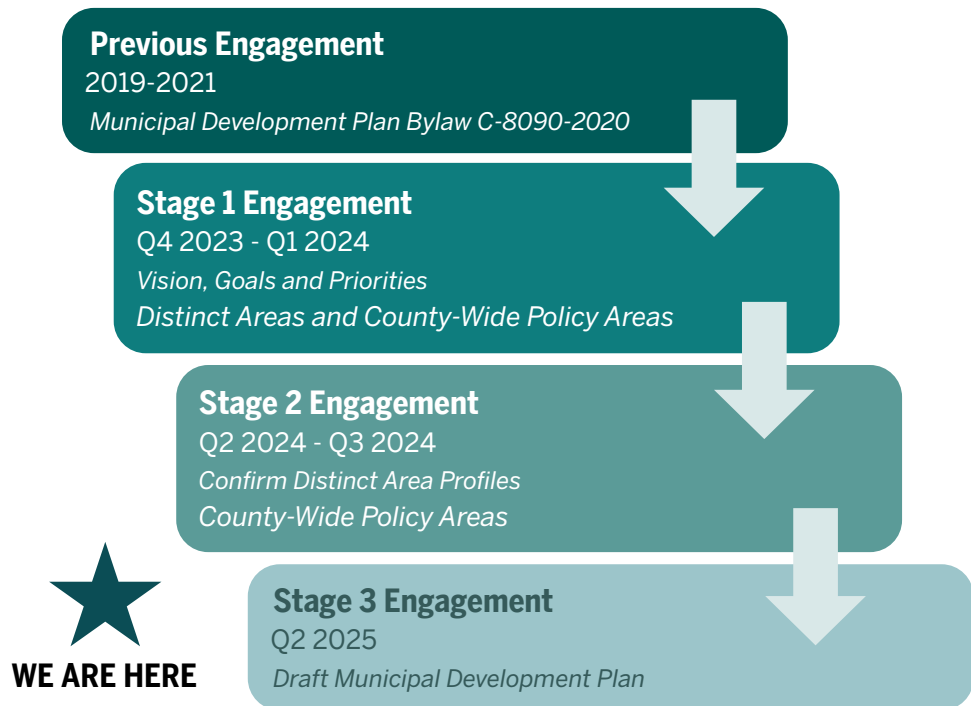 Previous Engagement
2019-2021
Municipal Development Plan Bylaw C-8090-2020
Stage 1 Engagement
Q4 2023 - Q1 2024
Vision, Goals and Priorities
Distinct Areas and County-Wide Policy Areas
Stage 2 Engagement
Q2 2024 - Q3 2024
Confirm Distinct Area Profiles
County-Wide Policy Areas
Stage 3 Engagement
Q2 2025
Draft Municipal Development Plan
WE ARE HERE